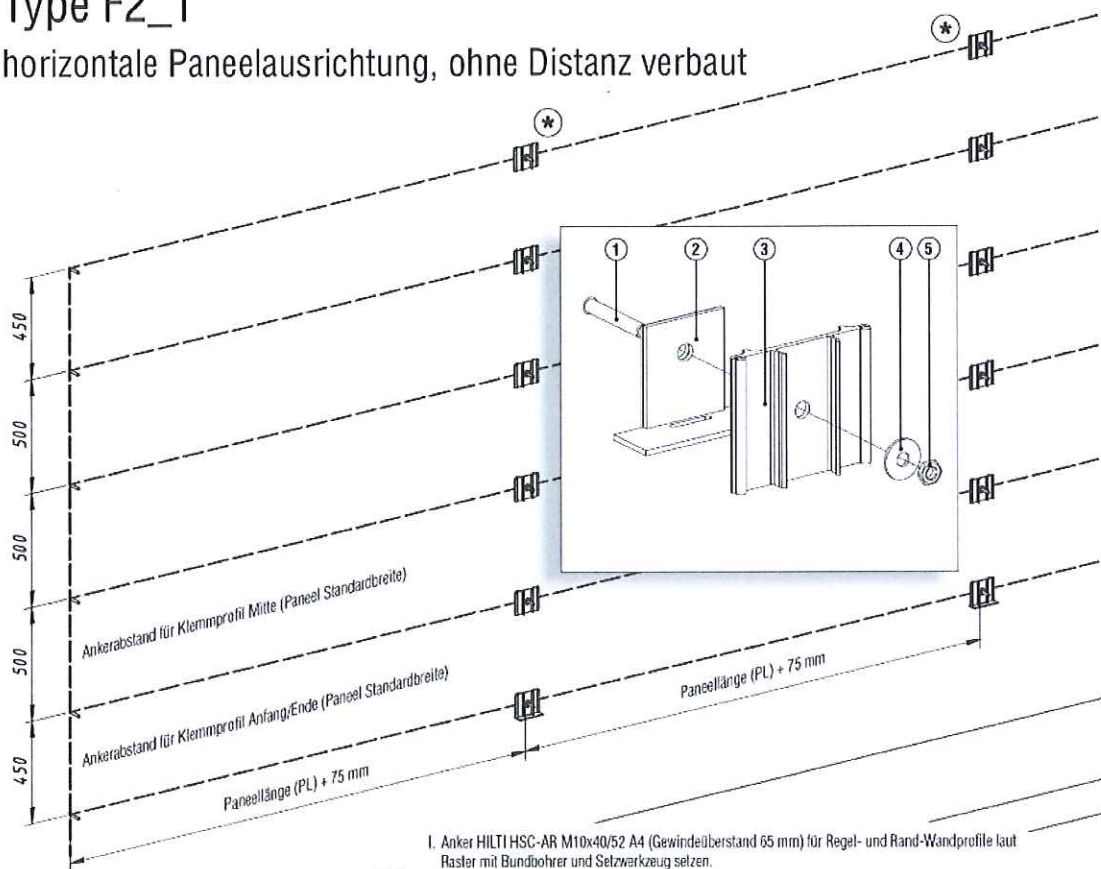 Type F2_1
horizontale Paneelausrichtung, ohne Distanz verbaut
*
*
1
2
3
4
5
450
500
500
500
450
Ankerabstand für Klemmprofil Mitte (Paneel Standardbreite)
Ankerabstand für Klemmprofil Anfang/Ende (Paneel Standardbreite)
Paneellänge (PL) + 75 mm
Paneellänge (PL) + 75 mm
I. Anker HILTI HSC-AR M10x40/52 A4 (Gewindeüberstand 65 mm) für Regel- und Rand-Wandprofile laut
Raster mit Bundbohrer und Setzwerkzeug setzen.